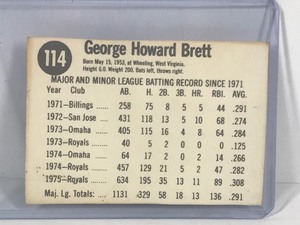 114
George Howard Brett
Born May 15, 1953, at Wheeling, West Virginia.
Height 6.0. Weight 200. Bats left, throws right.
MAJOR AND MINOR LEAGUE BATTING RECORD SINCE 1971
Year Club AB. H. 2B. 3B. HR. RBI. AVG.
1971—Billings ...... 258 75 8 5 5 44 .291
1972—San Jose .... 431 118 13 5 10 68 .274
1973—Omaha ...... 405 115 16 4 8 64 .284
1973—Royals ...... 40 5 2 0 0 0 .125
1974—Omaha ...... 64 17 2 0 2 14 .266
1974—Royals ...... 457 129 21 5 2 47 .282
1975—Royals ...... 634 195 35 13 11 89 .308
Maj. Lg. Totals: 1131 329 58 18 13 136 .291